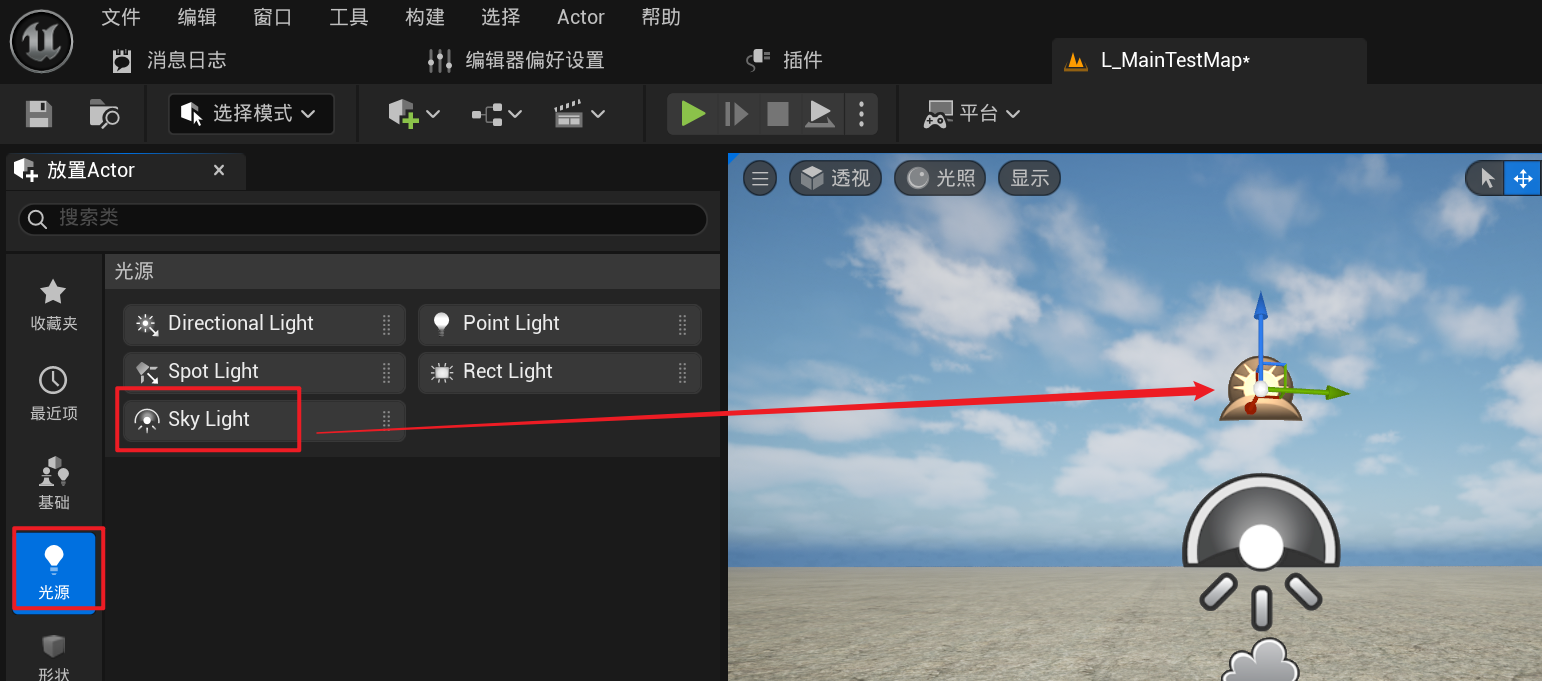 文件 编辑 窗口 工具 构建 选择 Actor 帮助
消息日志 编辑器偏好设置 插件 L_MainTestMap*
选择模式 平台
放置Actor
透视 光照 显示
搜索类
光源
收藏夹
Directional Light Point Light
Spot Light Rect Light
最近项
Sky Light
基础
光源
形状